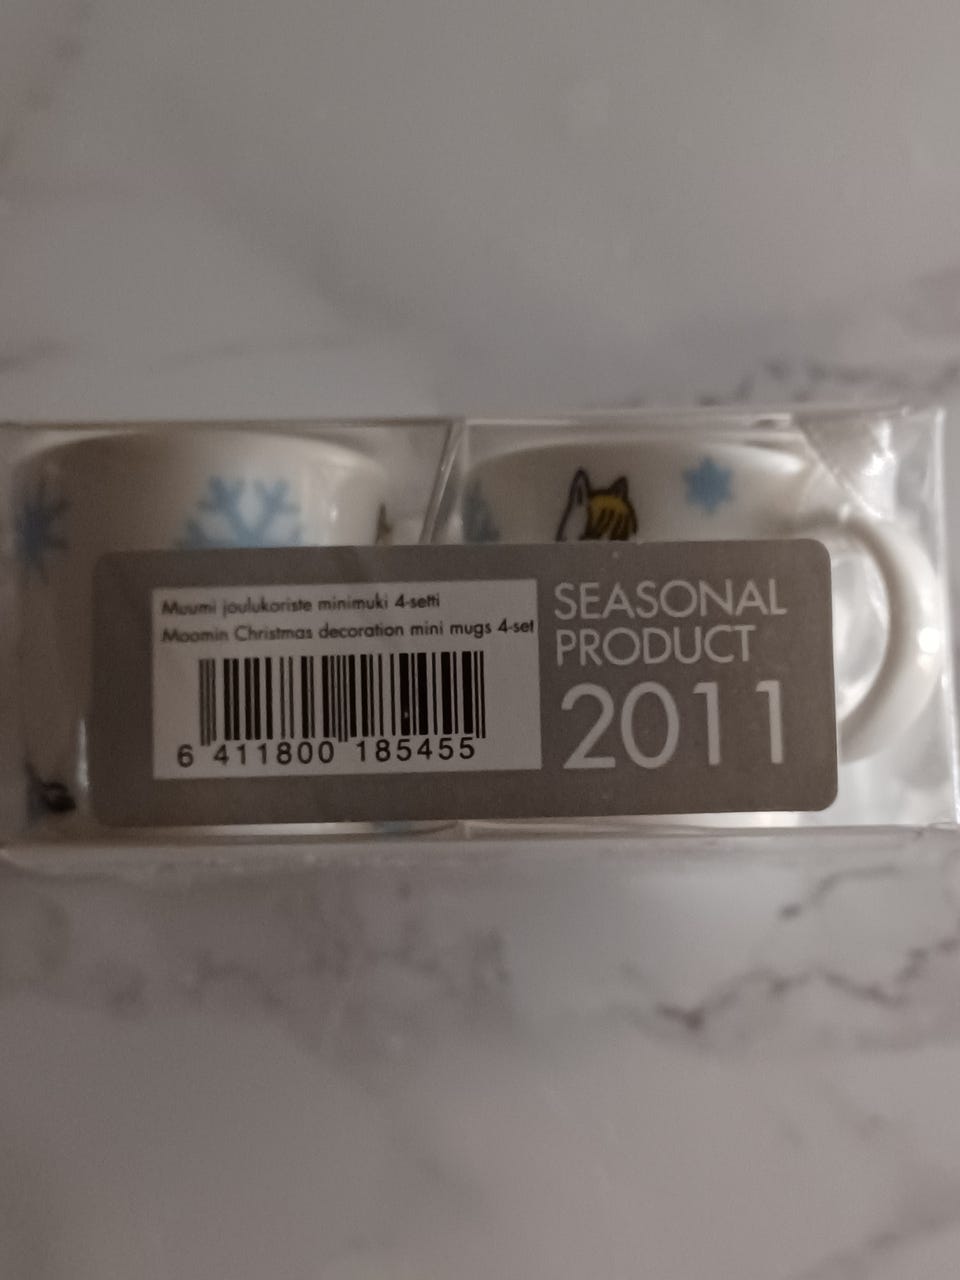 Muumi joulukoriste minimuki 4-setti
Moomin Christmas decoration mini mugs 4-set
6 411800 185455
SEASONAL
PRODUCT
2011